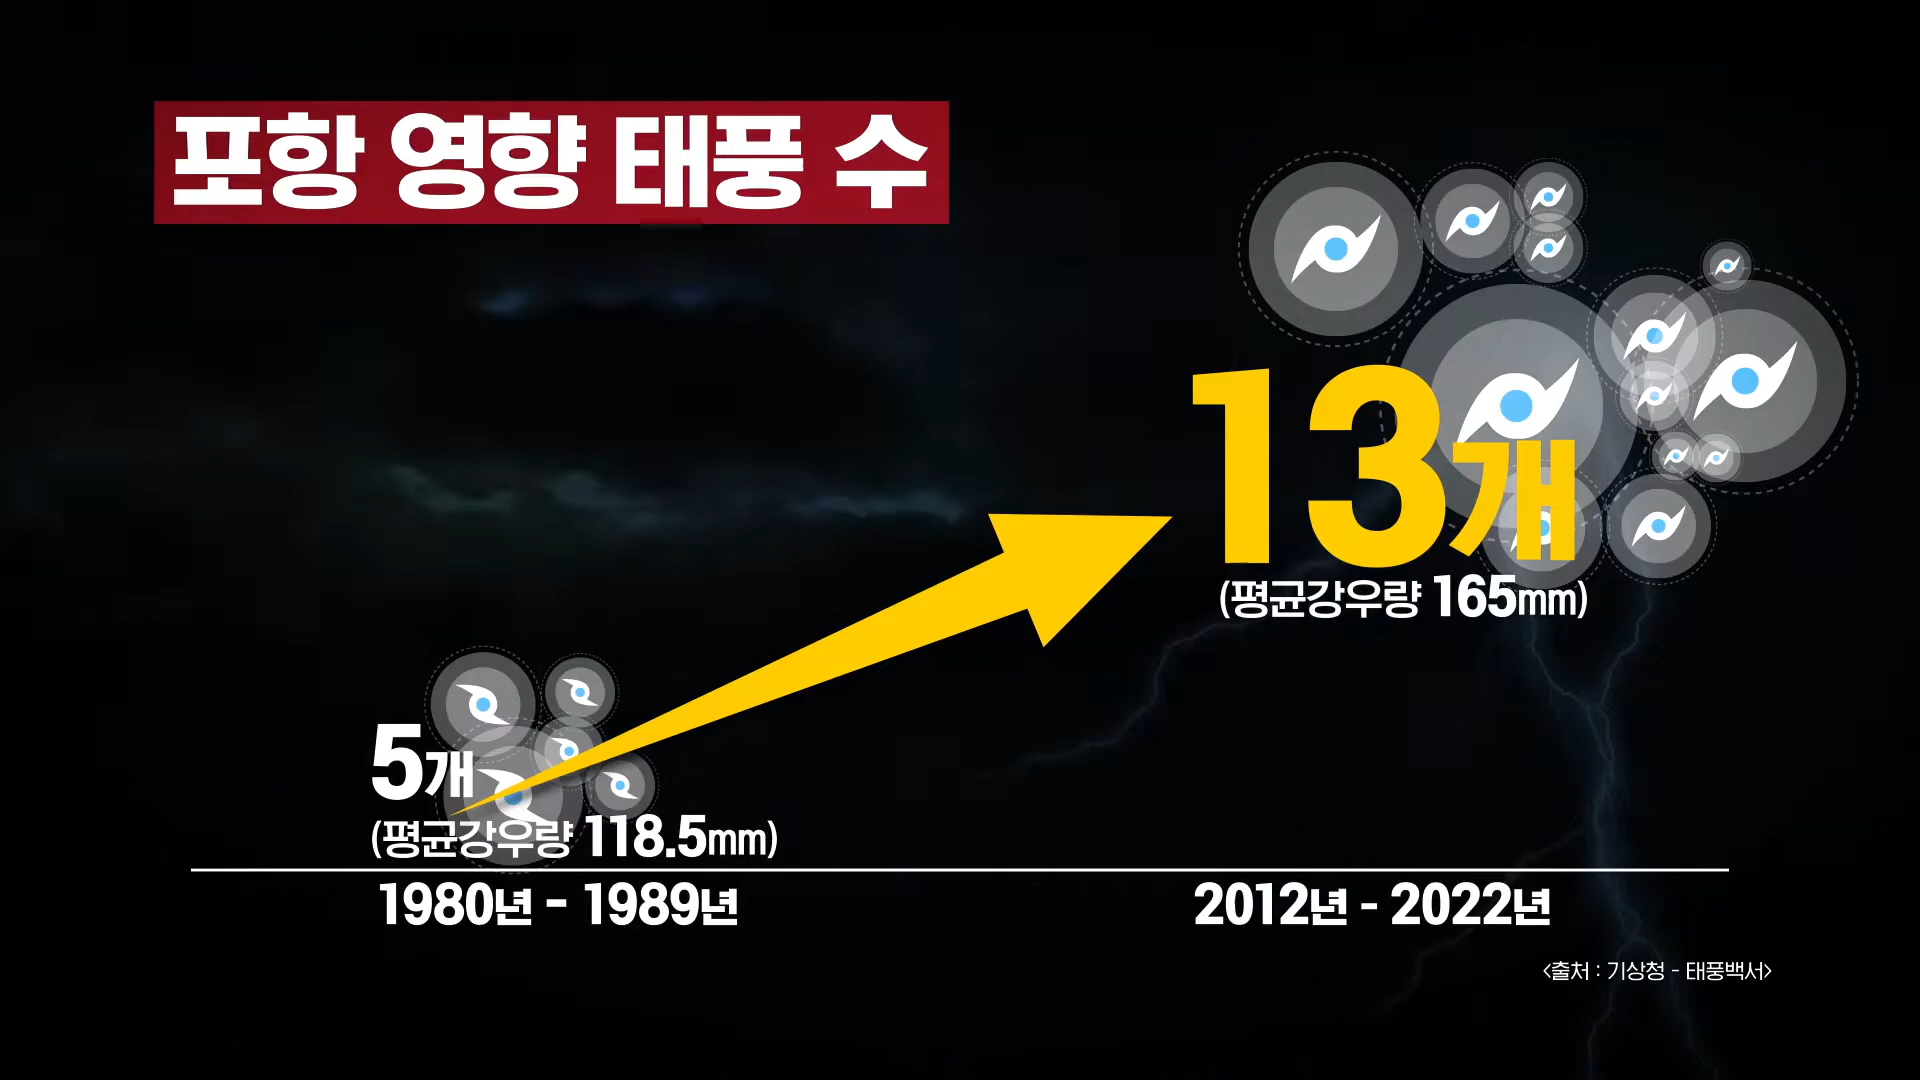 포항 영향 태풍 수
13개
(평균강우량 165mm)
5개
(평균강우량 118.5mm)
1980년 - 1989년
2012년 - 2022년
<출처 : 기상청 - 태풍백서>